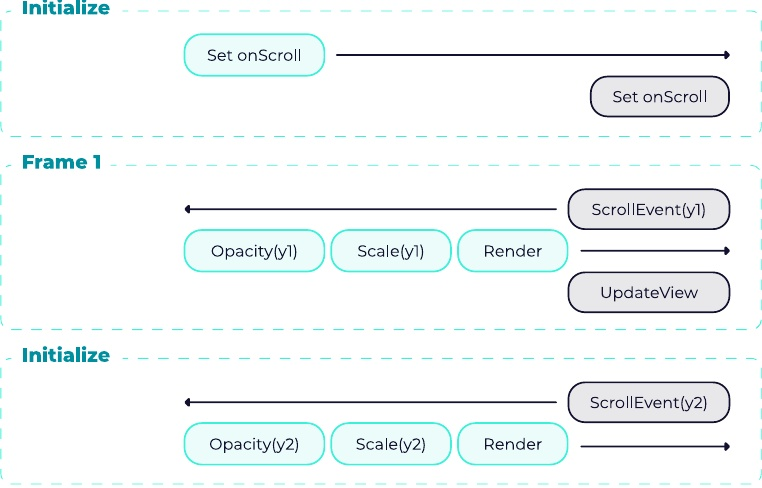 Initialize
Set onScroll
Set onScroll
Frame 1
ScrollEvent(y1)
Opacity(y1) Scale(y1) Render
UpdateView
Initialize
ScrollEvent(y2)
Opacity(y2) Scale(y2) Render